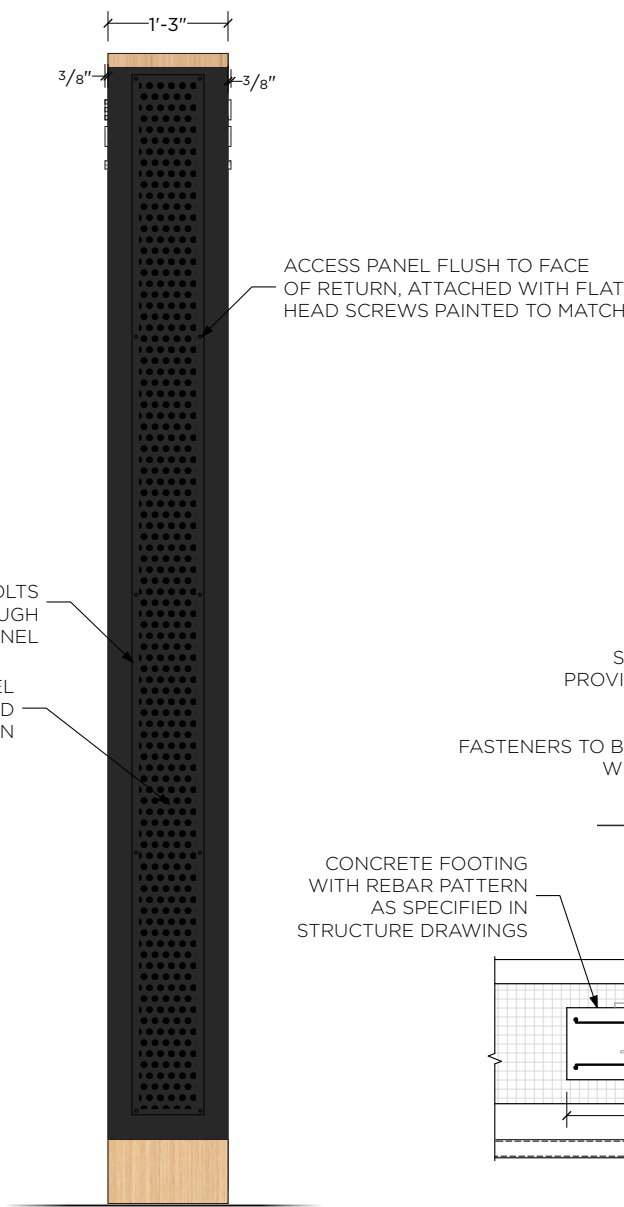 1'-3"
3/8"
3/8"
ACCESS PANEL FLUSH TO FACE
OF RETURN, ATTACHED WITH FLAT
HEAD SCREWS PAINTED TO MATCH
OLTS
UGH
NEL
EL
D
N
S
PROVI
FASTENERS TO B
W
CONCRETE FOOTING
WITH REBAR PATTERN
AS SPECIFIED IN
STRUCTURE DRAWINGS